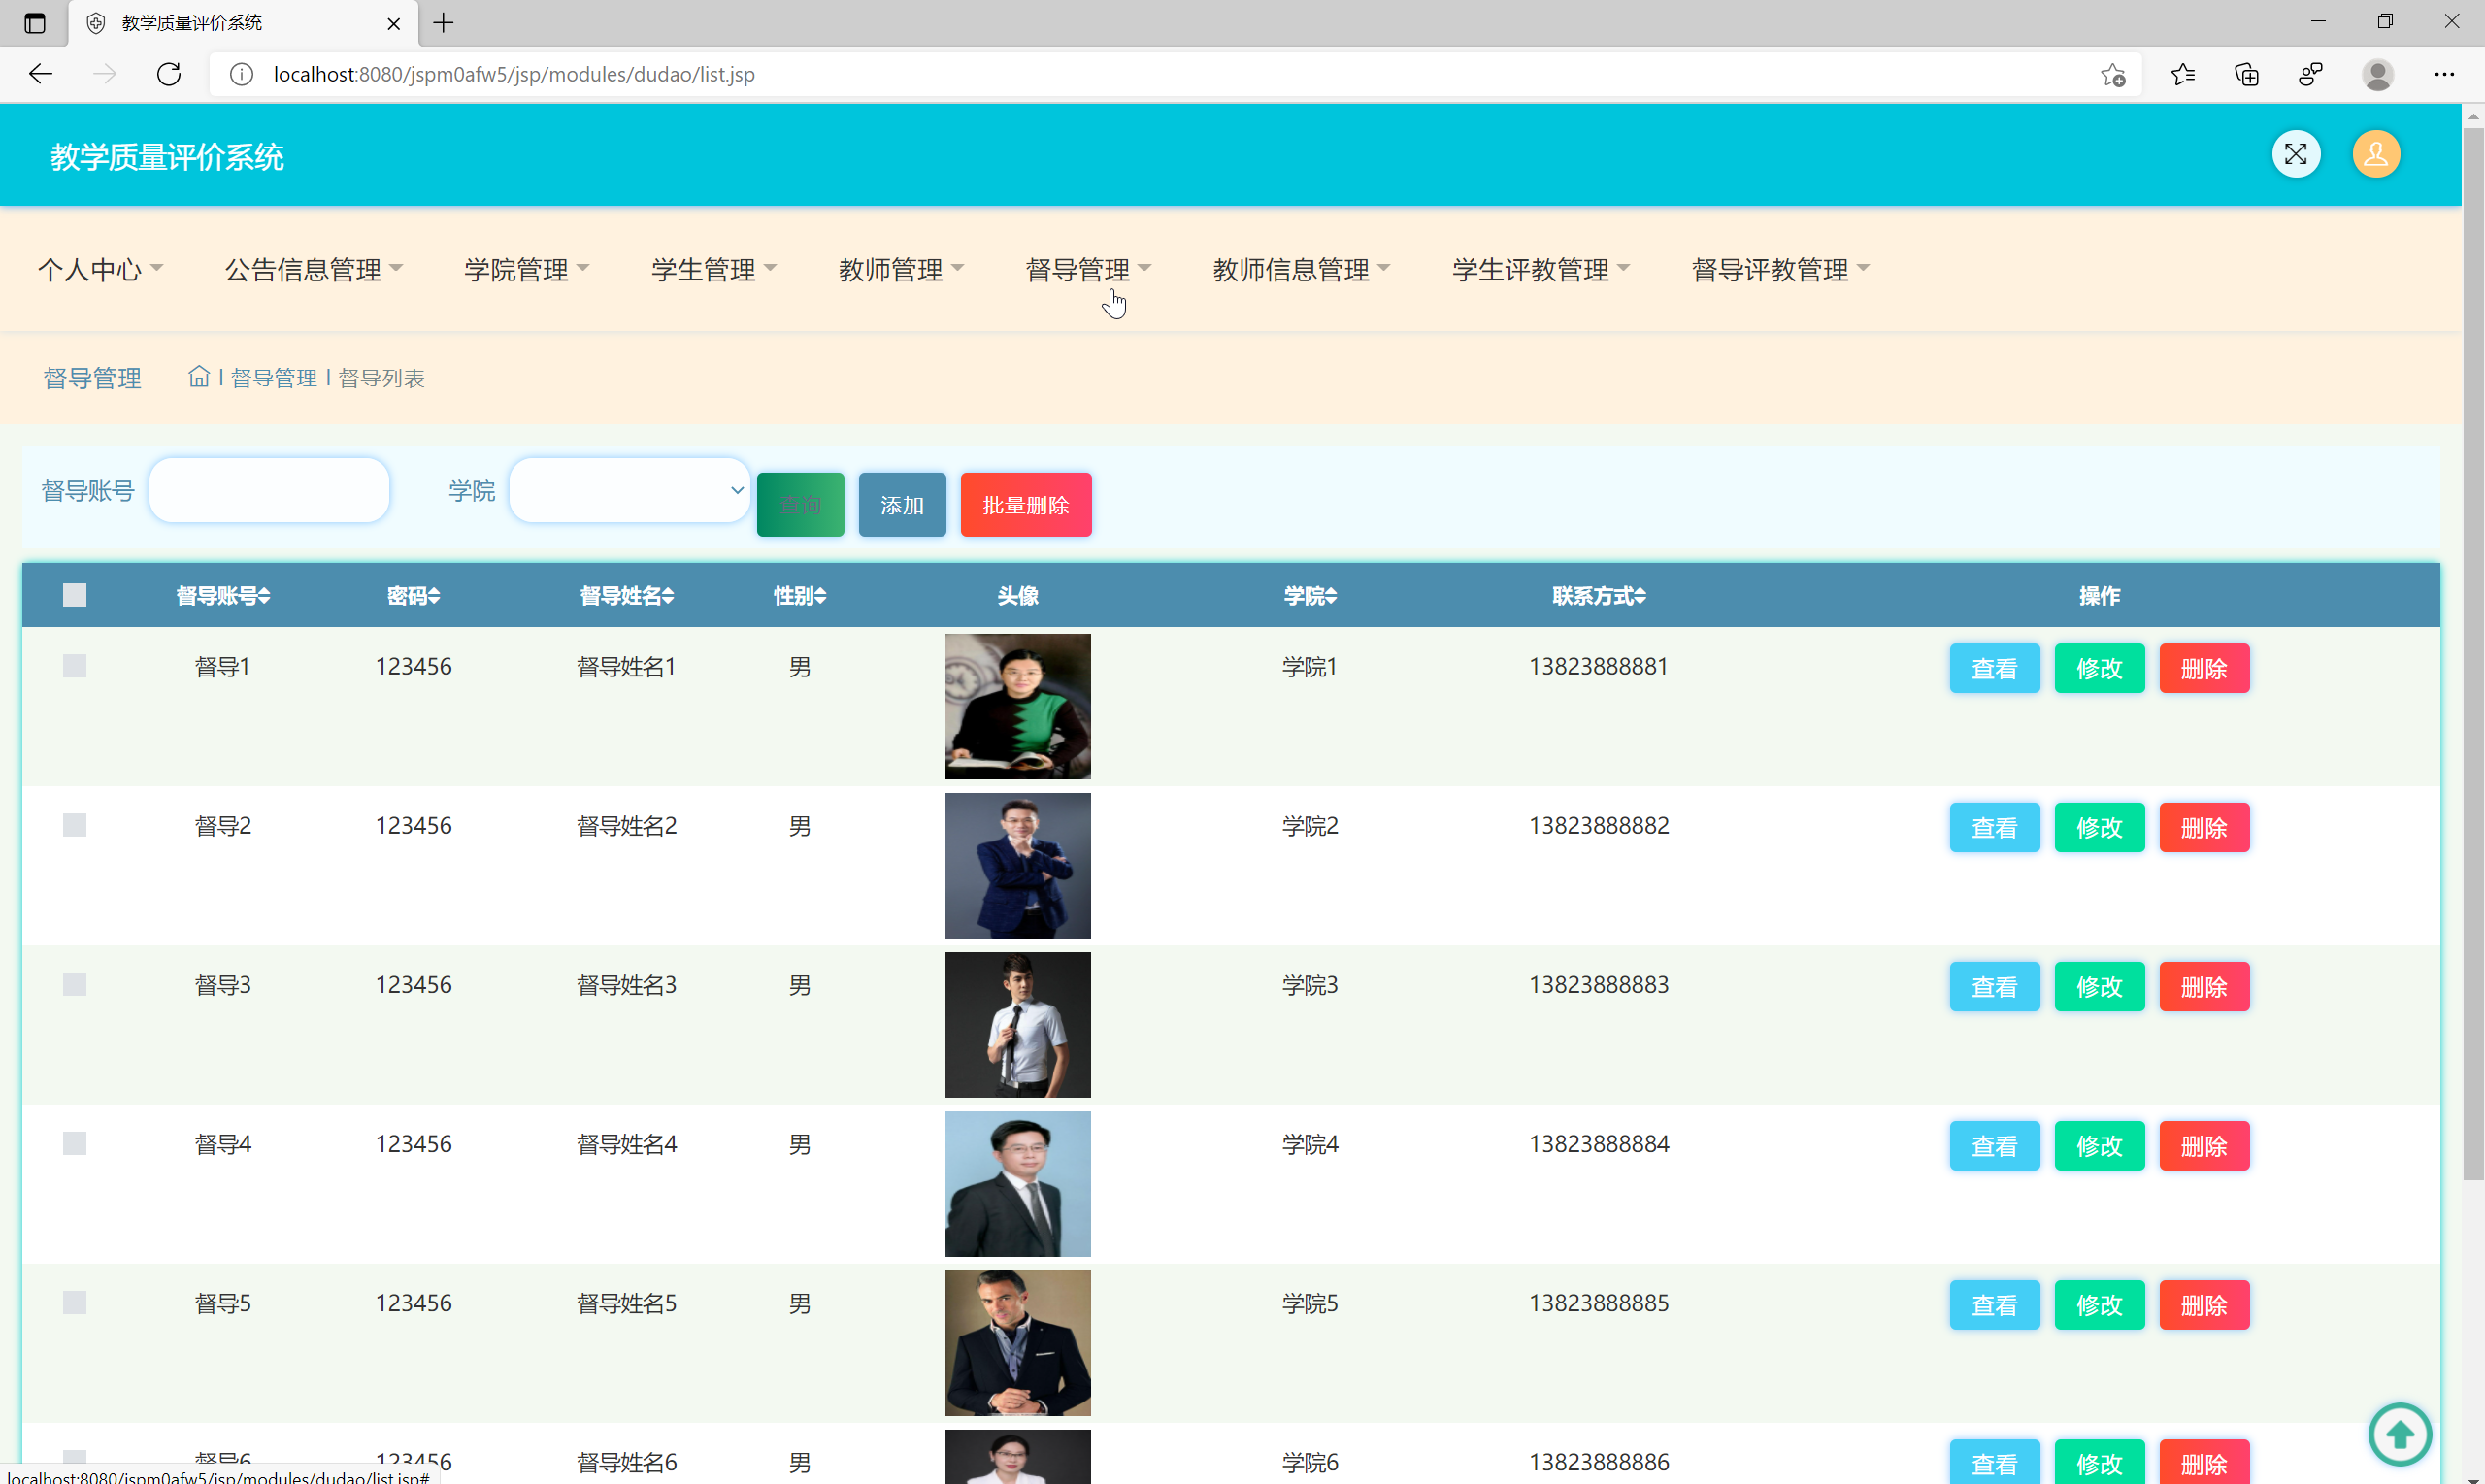 教学质量评价系统
localhost:8080/jspm0afw5/jsp/modules/dudao/list.jsp
教学质量评价系统
个人中心 公告信息管理 学院管理 学生管理 教师管理 督导管理 教师信息管理 学生评教管理 督导评教管理
督导管理 督导管理 督导列表
督导账号 学院 查询 添加 批量删除
督导账号 密码 督导姓名 性别 头像 学院 联系方式 操作
督导1 123456 督导姓名1 男 学院1 13823888881 查看 修改 删除
督导2 123456 督导姓名2 男 学院2 13823888882 查看 修改 删除
督导3 123456 督导姓名3 男 学院3 13823888883 查看 修改 删除
督导4 123456 督导姓名4 男 学院4 13823888884 查看 修改 删除
督导5 123456 督导姓名5 男 学院5 13823888885 查看 修改 删除
督导6 123456 督导姓名6 男 学院6 13823888886 查看 修改 删除
localhost:8080/jspm0afw5/jsp/modules/dudao/list.jsp#